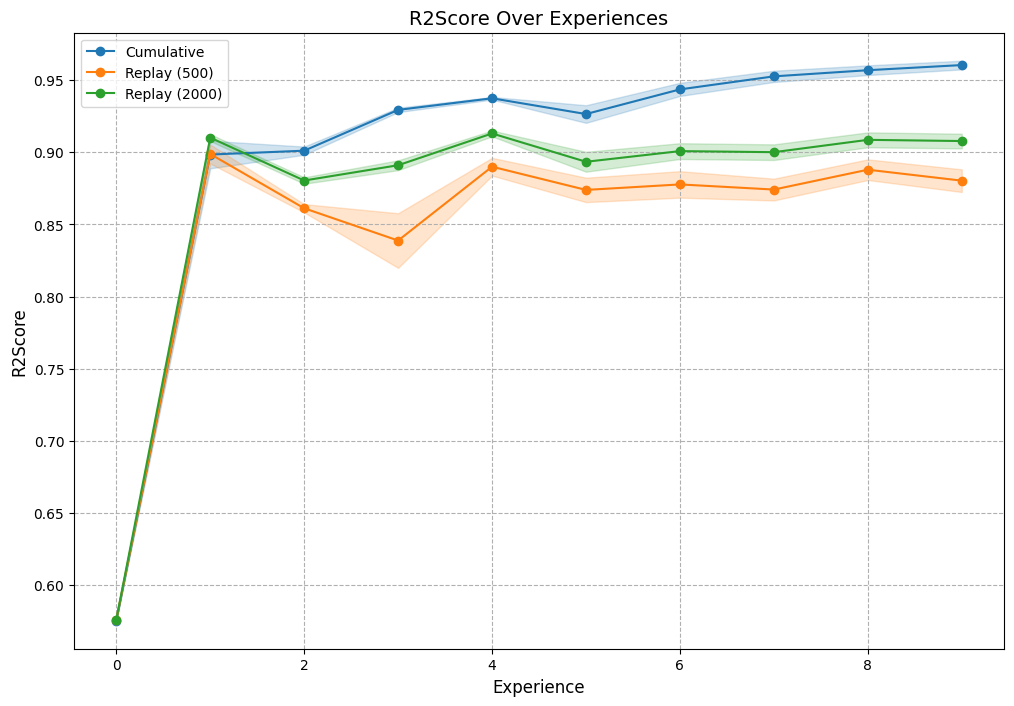 R2Score Over Experiences
Cumulative
Replay (500)
Replay (2000)
0.95
0.90
0.85
0.80
0.75
0.70
0.65
0.60
R2Score
0 2 4 6 8
Experience